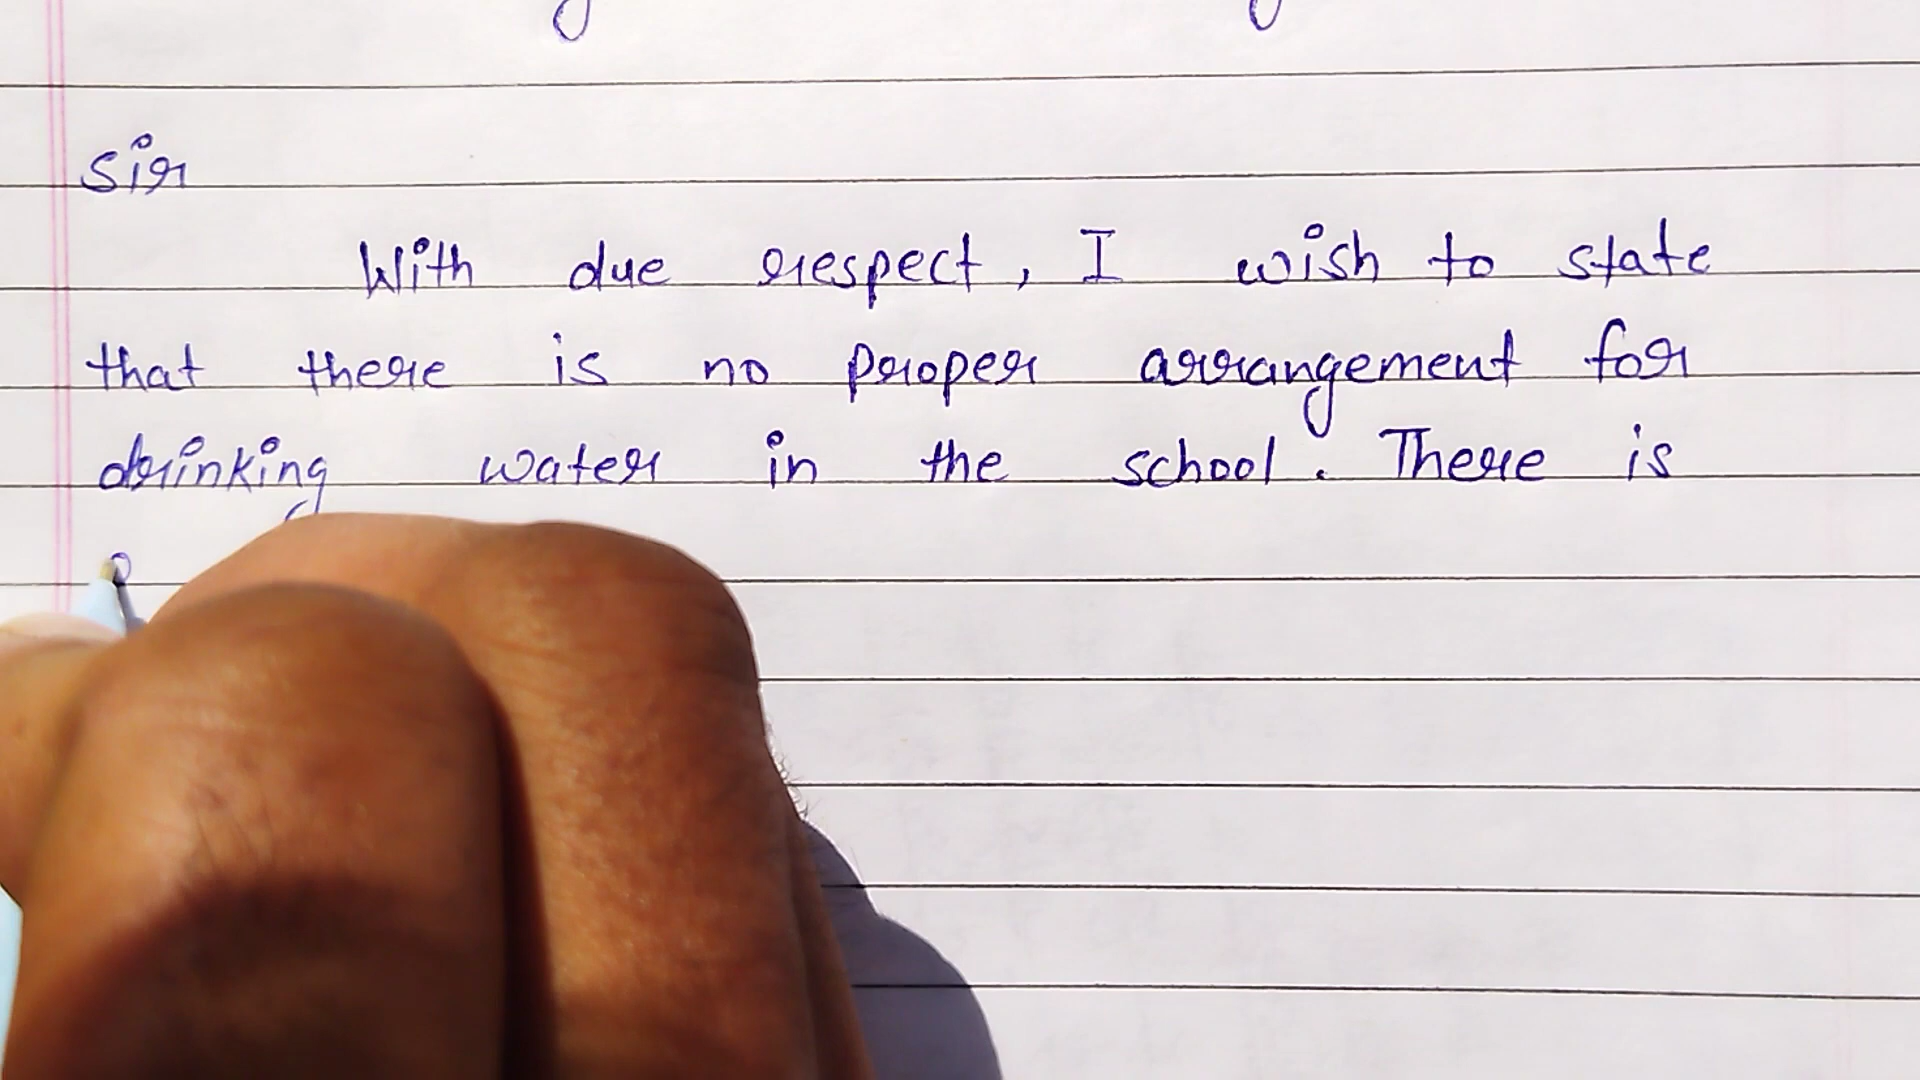 Sir
With due respect, I wish to state
that there is no proper arrangement for
drinking water in the school. There is